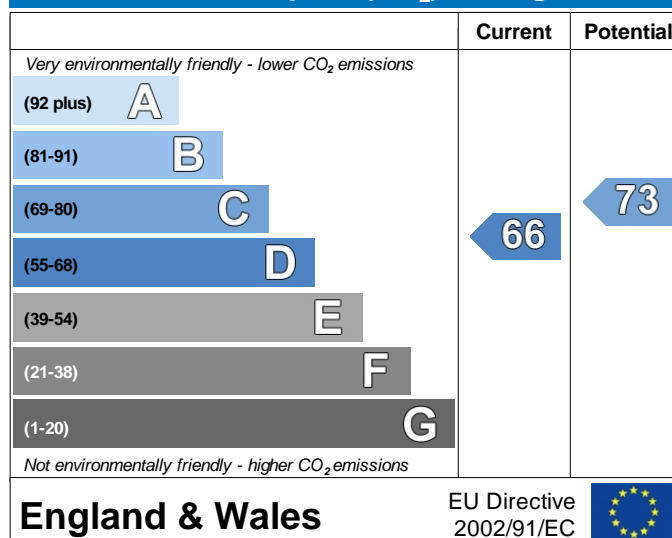 Current Potential
Very environmentally friendly - lower CO₂ emissions
(92 plus) A
(81-91) B
(69-80) C
(55-68) D
(39-54) E
(21-38) F
(1-20) G
66
73
Not environmentally friendly - higher CO₂ emissions
England & Wales
EU Directive
2002/91/EC